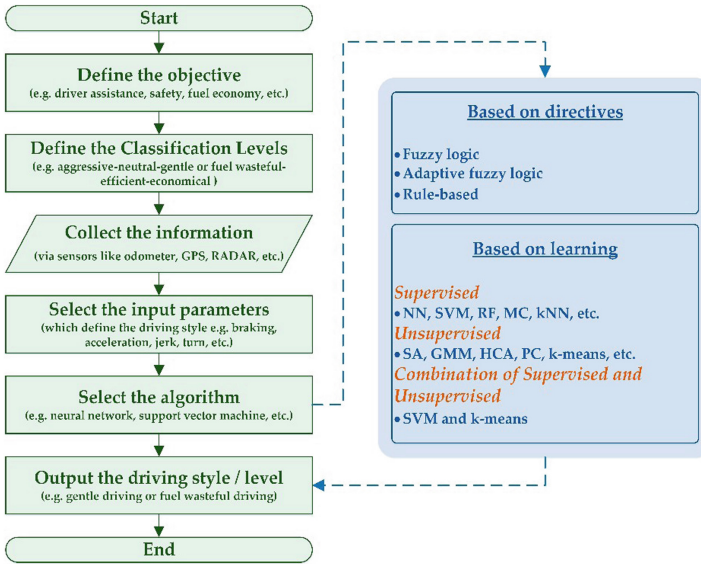 Start
Define the objective
(e.g. driver assistance, safety, fuel economy, etc.)
Define the Classification Levels
(e.g. aggressive-neutral-gentle or fuel wasteful-
efficient-economical )
Collect the information
(via sensors like odometer, GPS, RADAR, etc.)
Select the input parameters
(which define the driving style e.g. braking,
acceleration, jerk, turn, etc.)
Select the algorithm
(e.g. neural network, support vector machine, etc.)
Output the driving style / level
(e.g. gentle driving or fuel wasteful driving)
End
Based on directives
• Fuzzy logic
• Adaptive fuzzy logic
• Rule-based
Based on learning
Supervised
• NN, SVM, RF, MC, kNN, etc.
Unsupervised
• SA, GMM, HCA, PC, k-means, etc.
Combination of Supervised and
Unsupervised
• SVM and k-means